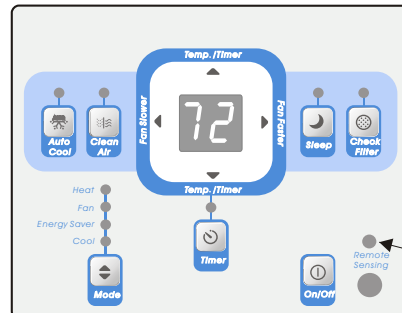 Temp./Timer
Fan Slower
72
Fan Faster
Auto
Cool
Clean
Air
Sleep
Check
Filter
Temp./Timer
Heat
Fan
Energy Saver
Cool
Timer
Remote
Sensing
Mode
On/Off